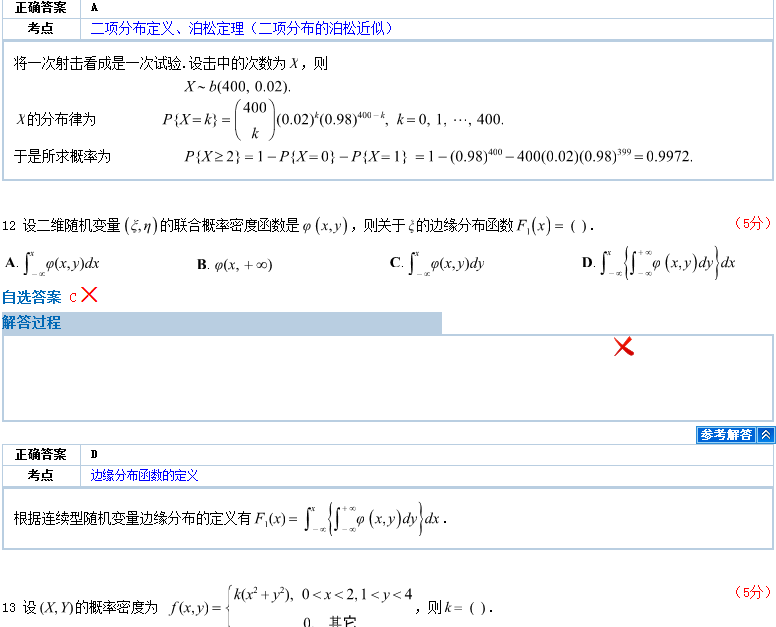 正确答案 A
考点 二项分布定义、泊松定理(二项分布的泊松近似)
将一次射击看成是一次试验.设击中的次数为 X，则
X ~ b(400, 0.02).
X 的分布律为 P{X=k} = (400 k)(0.02)^k(0.98)^{400-k}, k=0, 1, ⋯, 400.
于是所求概率为 P{X≥2} = 1−P{X=0}−P{X=1} = 1−(0.98)^{400}−400(0.02)(0.98)^{399} = 0.9972.
12 设二维随机变量(ξ,η)的联合概率密度函数是φ(x,y)，则关于ξ的边缘分布函数F₁(x)= ( ). (5分)
A. ∫_{-∞}^{x} φ(x,y)dx B. φ(x, +∞) C. ∫_{-∞}^{x} φ(x,y)dy D. ∫_{-∞}^{x} {∫_{-∞}^{+∞} φ(x,y)dy}dx
自选答案 C
解答过程
参考解答
正确答案 D
考点 边缘分布函数的定义
根据连续型随机变量边缘分布的定义有 F₁(x) = ∫_{-∞}^{x} {∫_{-∞}^{+∞} φ(x,y)dy}dx.
13 设(X,Y)的概率密度为 f(x,y) = { k(x²+y²), 0<x<2,1<y<4 ，则k= ( ). (5分)
0, 其它